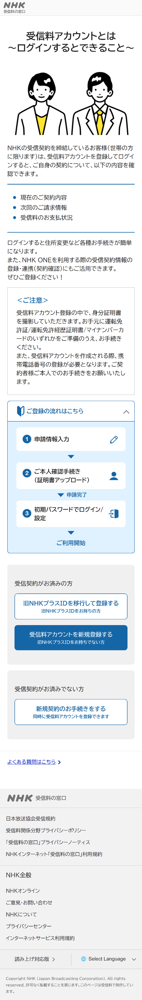 NHK
受信料の窓口
受信料アカウントとは
～ログインするとできること～
NHKの受信契約を締結しているお客様（世帯の方
に限ります）は、受信料アカウントを登録してログイ
ンすると、ご自身の契約について、以下の内容を確
認できます。
● 現在のご契約内容
● 次回のご請求情報
● 受信料のお支払状況
ログインすると住所変更など各種お手続きが簡単
になります。
また、NHK ONEを利用する際の受信契約情報の
登録・連携（契約確認）にもご活用できます。
ぜひご登録ください！
＜ご注意＞
受信料アカウント登録の中で、身分証明書
を撮影していただきます。お手元に運転免
許証/運転免許経歴証明書/マイナンバーカ
ードのいずれかをご準備のうえ、お手続き
ください。
また、受信料アカウントを作成される際、携
帯電話番号の登録が必要となります。ご契
約者様ご本人でのお手続きをお願いいたし
ます。
ご登録の流れはこちら
1 申請情報入力
2 ご本人確認手続き
（証明書アップロード）
申請完了
3 初期パスワードでログイン/
設定
ご利用開始
受信契約がお済みの方
旧NHKプラスIDを移行して登録する
旧NHKプラスIDをお持ちの方
受信料アカウントを新規登録する
旧NHKプラスIDをお持ちでない方
受信契約がお済みでない方
新規契約のお手続きをする
同時に受信料アカウントを登録できます
よくある質問はこちら
NHK 受信料の窓口
日本放送協会受信規約
受信料関係分野プライバシーポリシー
「受信料の窓口」プライバシーノーティス
NHKインターネット「受信料の窓口」利用規約
NHK全般
NHKオンライン
ご意見・お問い合わせ
NHKについて
プライバシーセンター
インターネットサービス利用規約
読み上げ対応版 Select Language
Copyright NHK (Japan Broadcasting Corporation). All rights
reserved. 許可なく転載することを禁じます。このページは受信料で制作してい
ます。